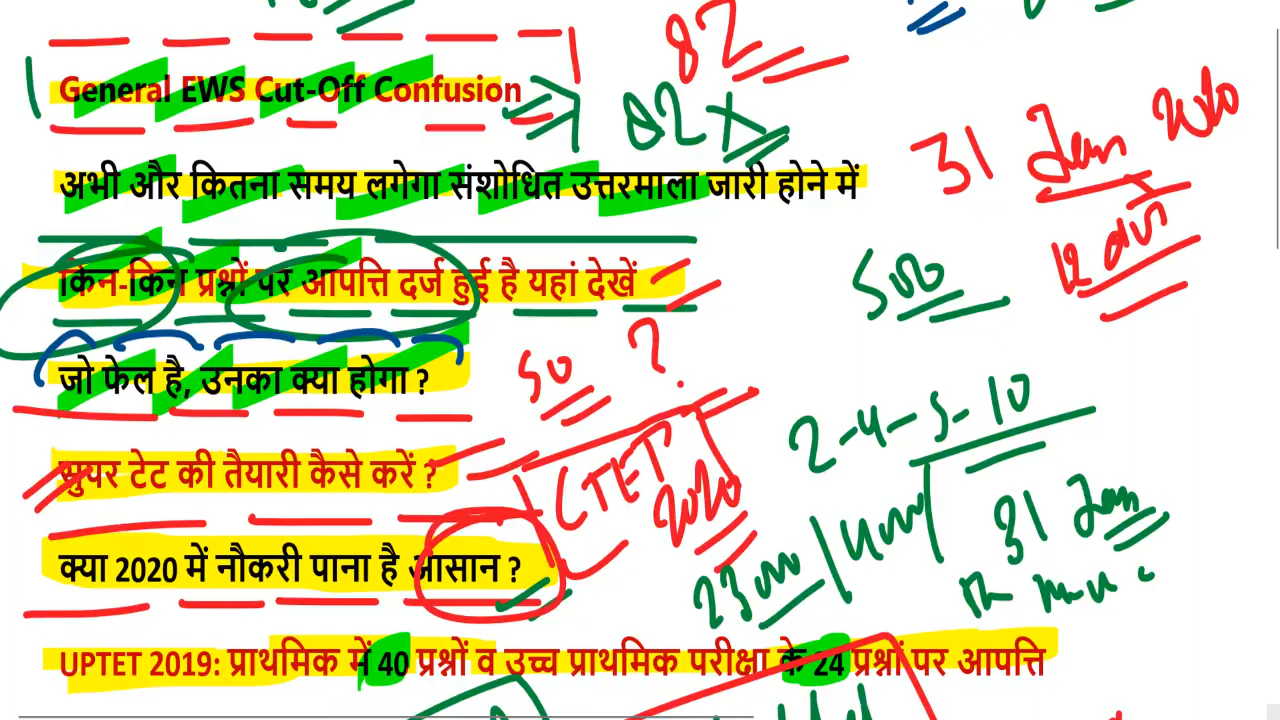 General EWS Cut-Off Confusion
82
82
31 Jan 2020
अभी और कितना समय लगेगा संशोधित उत्तरमाला जारी होने में
12 बजे
500
किन-किन प्रश्नों पर आपत्ति दर्ज हुई है यहां देखें
जो फेल है, उनका क्या होगा ?
50 ?
2-4-5-10
सुपर टेट की तैयारी कैसे करें ?
CTET
2020
31 Jan
क्या 2020 में नौकरी पाना है आसान ?
UPTET 2019: प्राथमिक में 40 प्रश्नों व उच्च प्राथमिक परीक्षा के 24 प्रश्नों पर आपत्ति